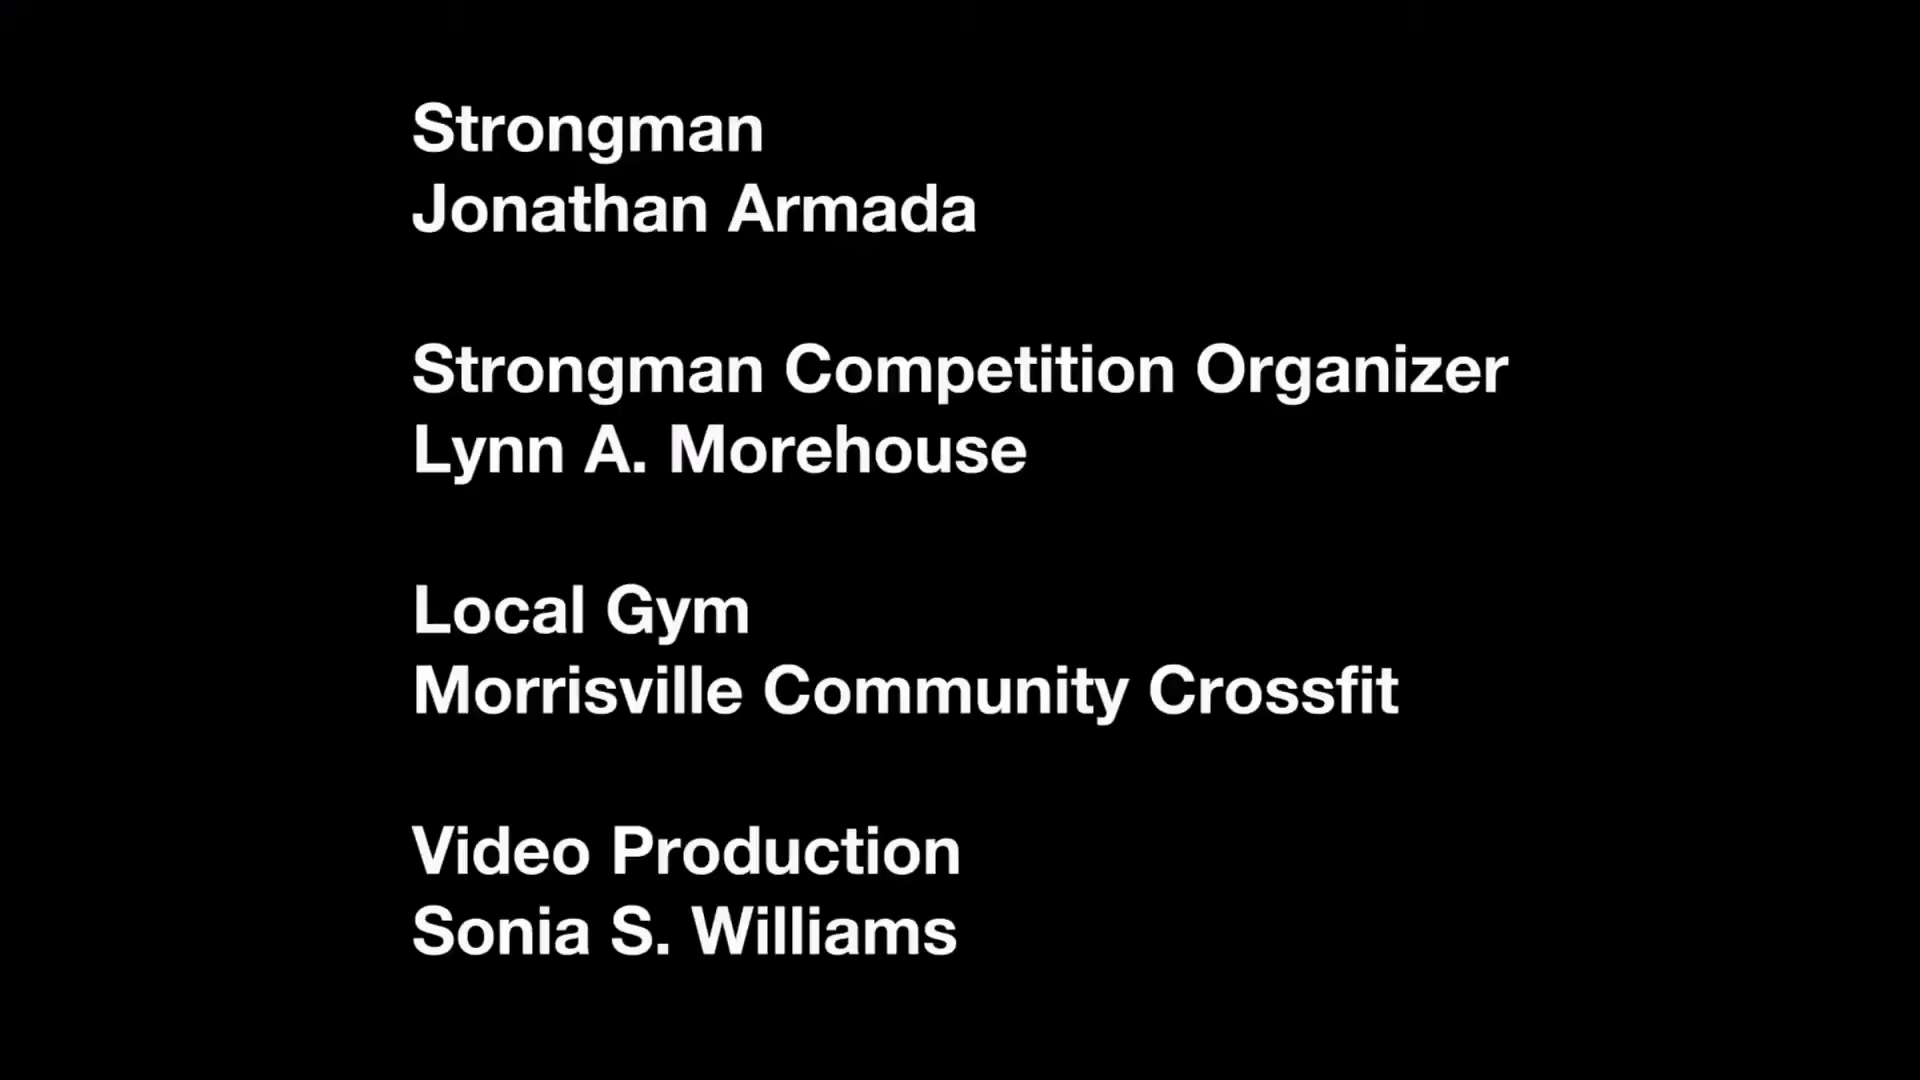 Strongman
Jonathan Armada
Strongman Competition Organizer
Lynn A. Morehouse
Local Gym
Morrisville Community Crossfit
Video Production
Sonia S. Williams